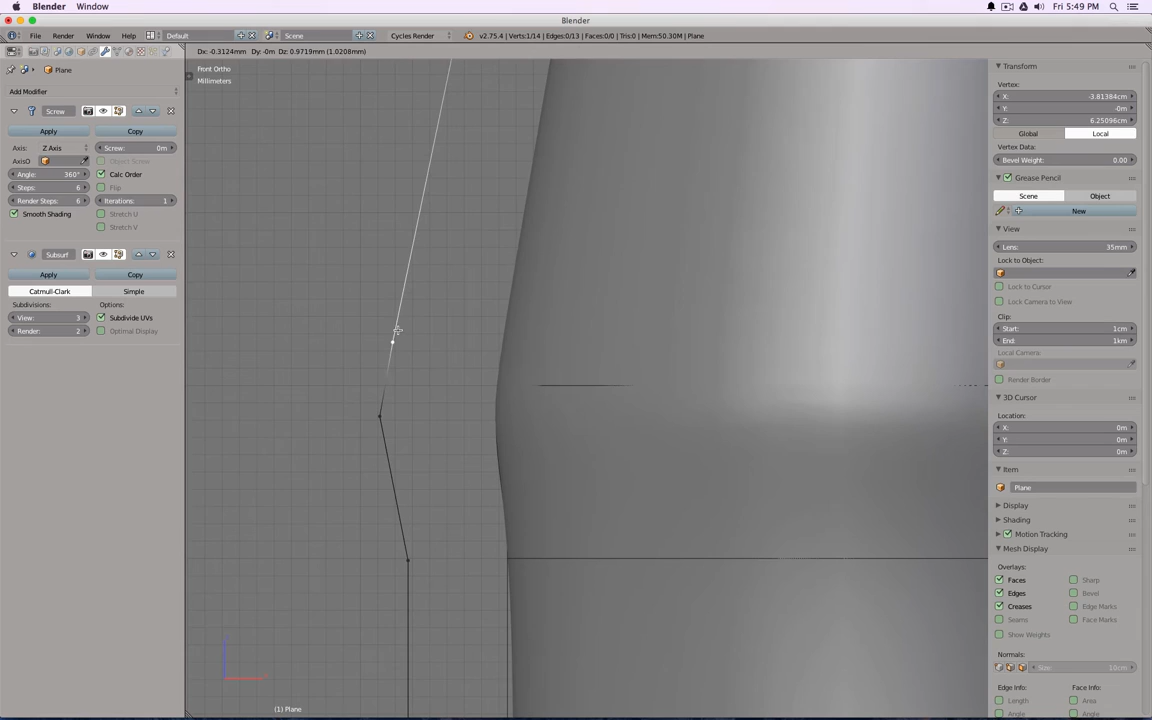 Blender Window Fri 5:49 PM
Blender
File Render Window Help Default Scene Cycles Render v2.75.4 | Verts:1/14 | Edges:0/13 | Faces:0/0 | Tris:0 | Mem:50.30M | Plane
Dx: -0.3124mm Dy: -0m Dz: 0.9719mm (1.0208mm)
Plane
Add Modifier
Screw
Apply Copy
Axis: Z Axis Screw: 0m
AxisO Object Screw
Angle: 360° Calc Order
Steps: 6 Flip
Render Steps: 6 Iterations: 1
Smooth Shading Stretch U
Stretch V
Subsurf
Apply Copy
Catmull-Clark Simple
Subdivisions: Options:
View: 3 Subdivide UVs
Render: 2 Optimal Display
Front Ortho
Millimeters
(1) Plane
Transform
Vertex:
X: -3.81384cm
Y: -0m
Z: 6.25096cm
Global Local
Vertex Data:
Bevel Weight: 0.00
Grease Pencil
Scene Object
New
View
Lens: 35mm
Lock to Object:
Lock to Cursor
Lock Camera to View
Clip:
Start: 1cm
End: 1km
Local Camera:
Render Border
3D Cursor
Location:
X: 0m
Y: 0m
Z: 0m
Item
Plane
Display
Shading
Motion Tracking
Mesh Display
Overlays:
Faces Sharp
Edges Bevel
Creases Edge Marks
Seams Face Marks
Show Weights
Normals:
Size: 10cm
Edge Info: Face Info:
Length Area
Angle Angle